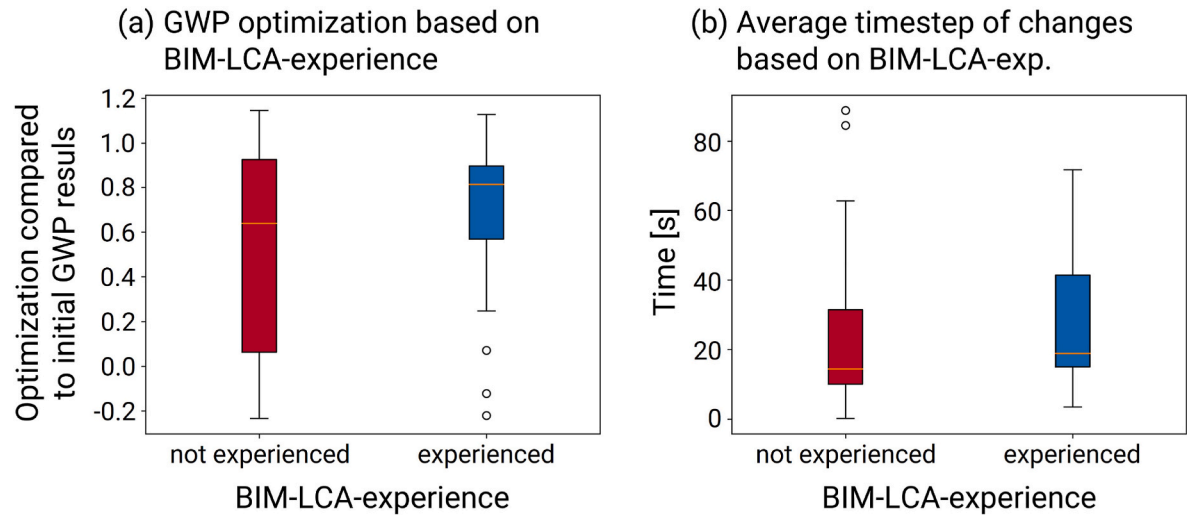 (a) GWP optimization based on
BIM-LCA-experience
Optimization compared
to initial GWP resuls
1.2
1.0
0.8
0.6
0.4
0.2
0.0
-0.2
not experienced
experienced
BIM-LCA-experience
(b) Average timestep of changes
based on BIM-LCA-exp.
Time [s]
80
60
40
20
0
not experienced
experienced
BIM-LCA-experience